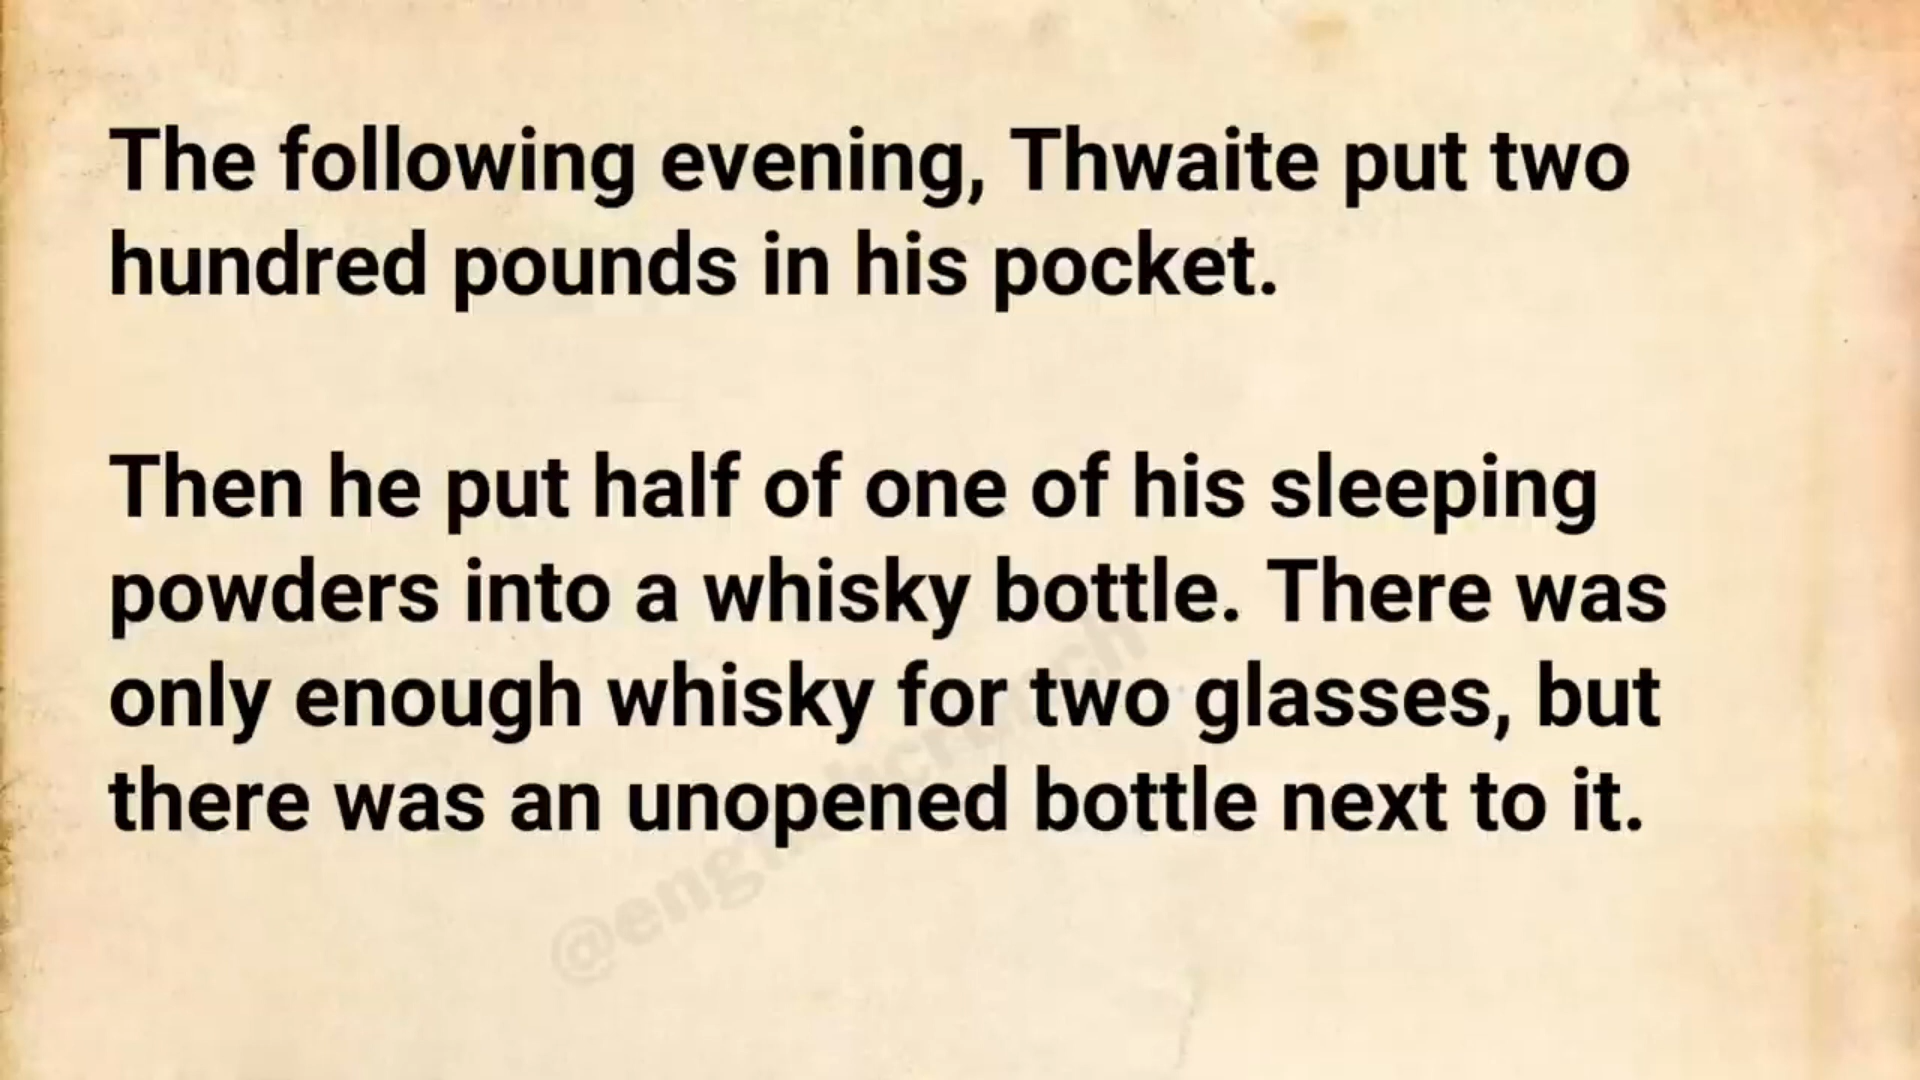 The following evening, Thwaite put two
hundred pounds in his pocket.
Then he put half of one of his sleeping
powders into a whisky bottle. There was
only enough whisky for two glasses, but
there was an unopened bottle next to it.
@englishcrunch